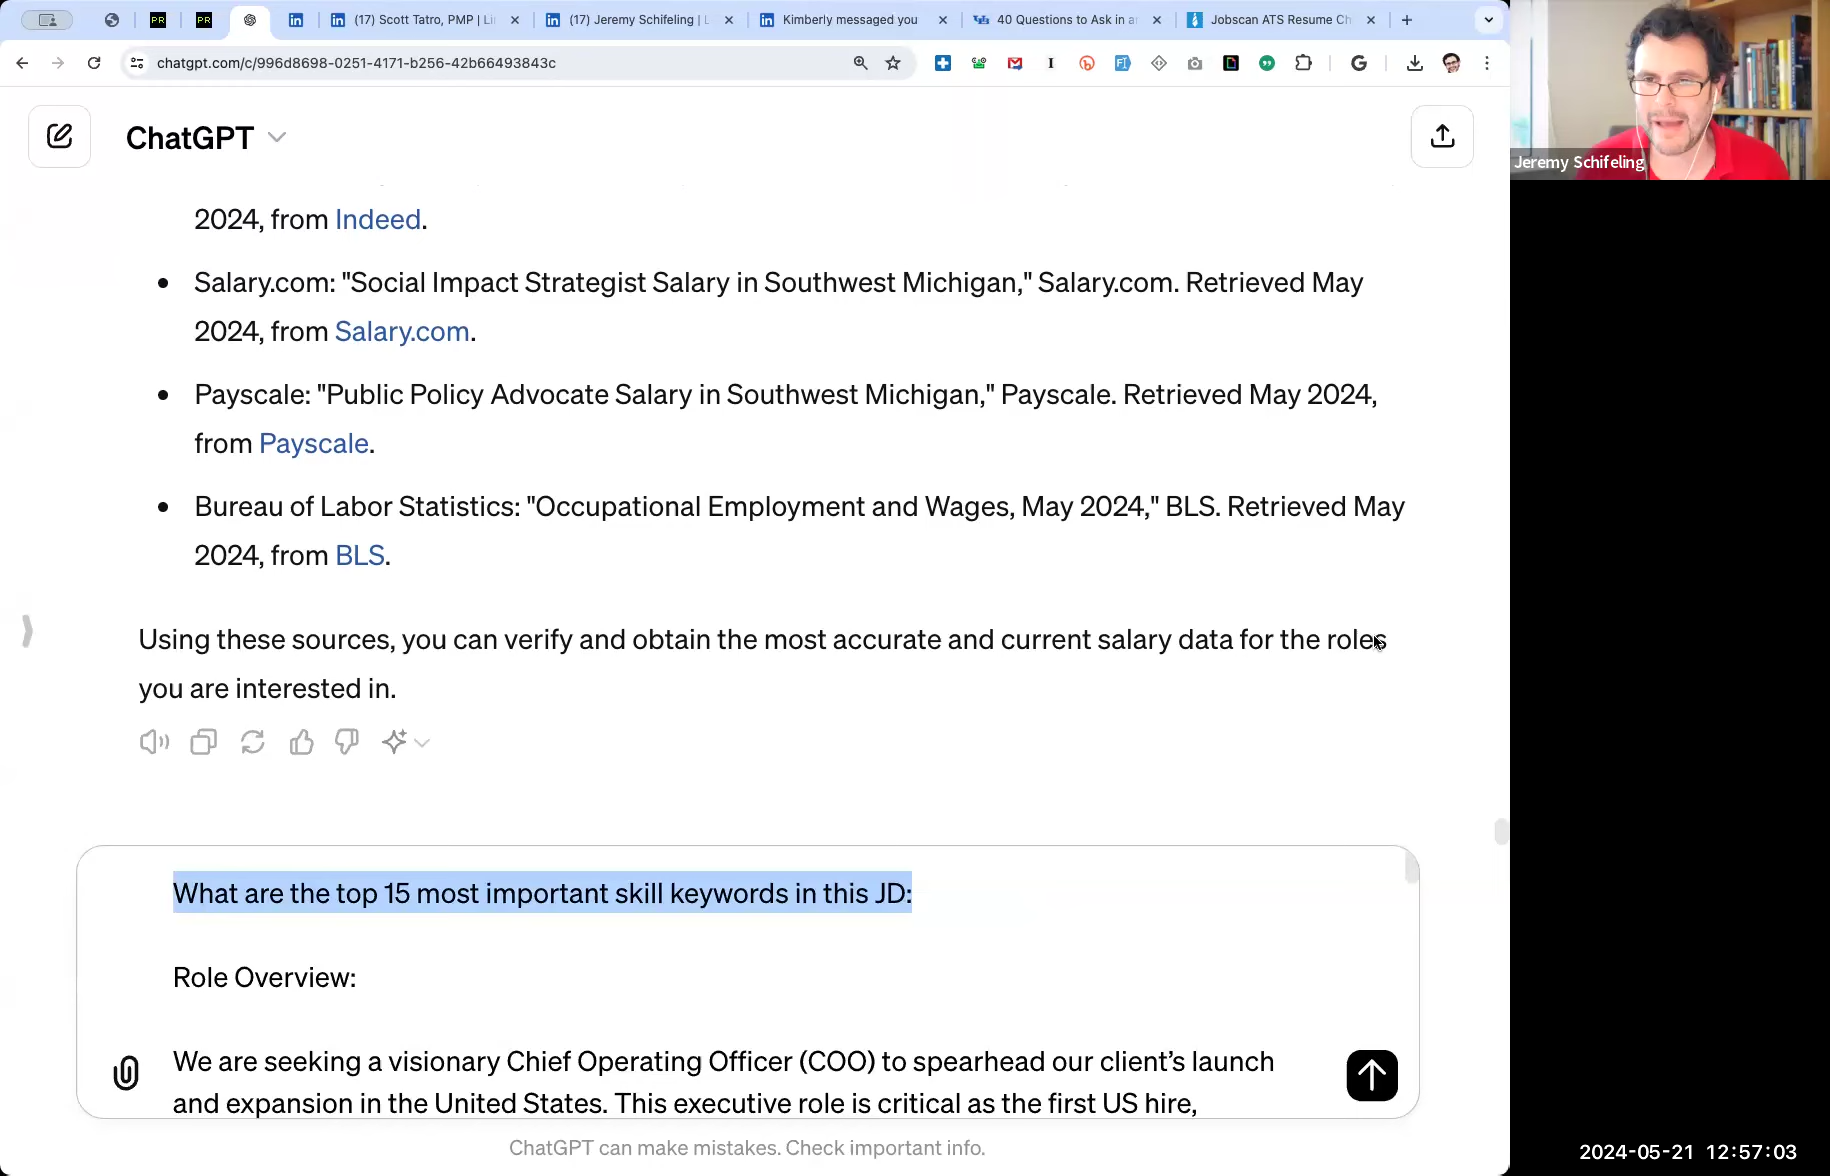 PR
PR
(17) Scott Tatro, PMP | Li
(17) Jeremy Schifeling | L
Kimberly messaged you
40 Questions to Ask in a
Jobscan ATS Resume Ch
chatgpt.com/c/996d8698-0251-4171-b256-42b66493843c
ChatGPT
2024, from Indeed.
Salary.com: "Social Impact Strategist Salary in Southwest Michigan," Salary.com. Retrieved May
2024, from Salary.com.
Payscale: "Public Policy Advocate Salary in Southwest Michigan," Payscale. Retrieved May 2024,
from Payscale.
Bureau of Labor Statistics: "Occupational Employment and Wages, May 2024," BLS. Retrieved May
2024, from BLS.
Using these sources, you can verify and obtain the most accurate and current salary data for the roles
you are interested in.
What are the top 15 most important skill keywords in this JD:
Role Overview:
We are seeking a visionary Chief Operating Officer (COO) to spearhead our client’s launch
and expansion in the United States. This executive role is critical as the first US hire,
ChatGPT can make mistakes. Check important info.
Jeremy Schifeling
2024-05-21 12:57:03